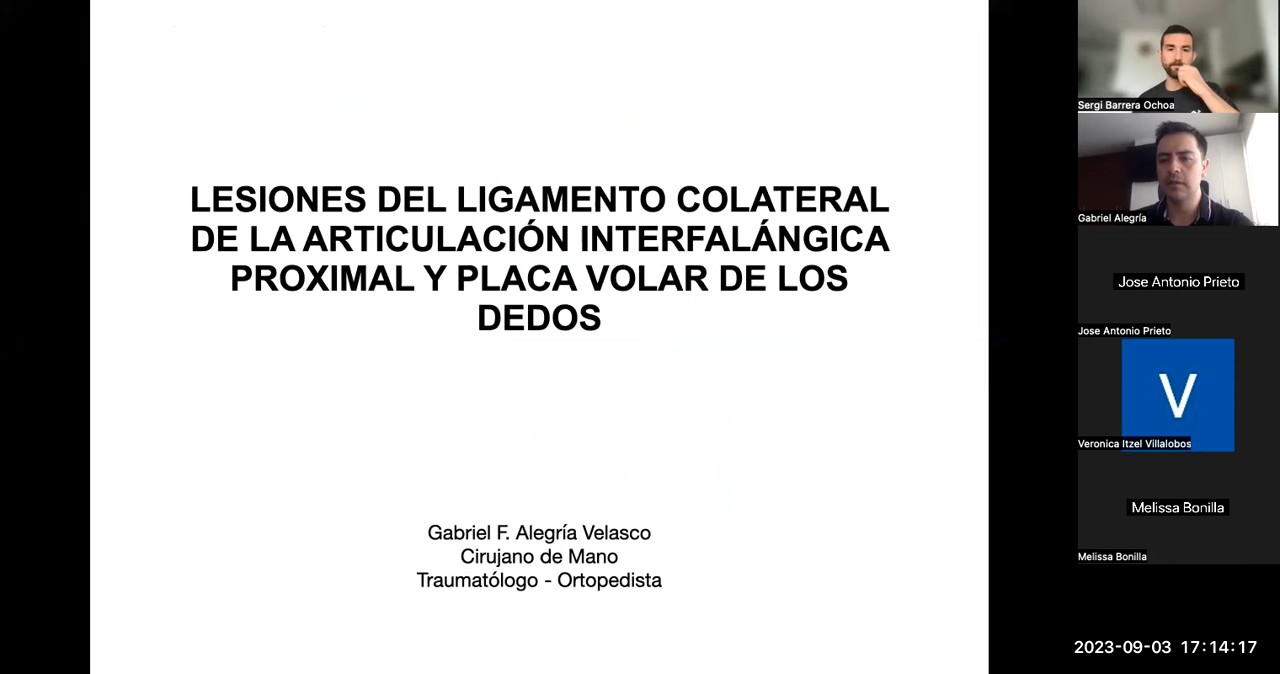 LESIONES DEL LIGAMENTO COLATERAL
DE LA ARTICULACIÓN INTERFALÁNGICA
PROXIMAL Y PLACA VOLAR DE LOS
DEDOS
Gabriel F. Alegría Velasco
Cirujano de Mano
Traumatólogo - Ortopedista
Sergi Barrera Ochoa
Gabriel Alegría
Jose Antonio Prieto
Jose Antonio Prieto
V
Veronica Itzel Villalobos
Melissa Bonilla
Melissa Bonilla
2023-09-03 17:14:17